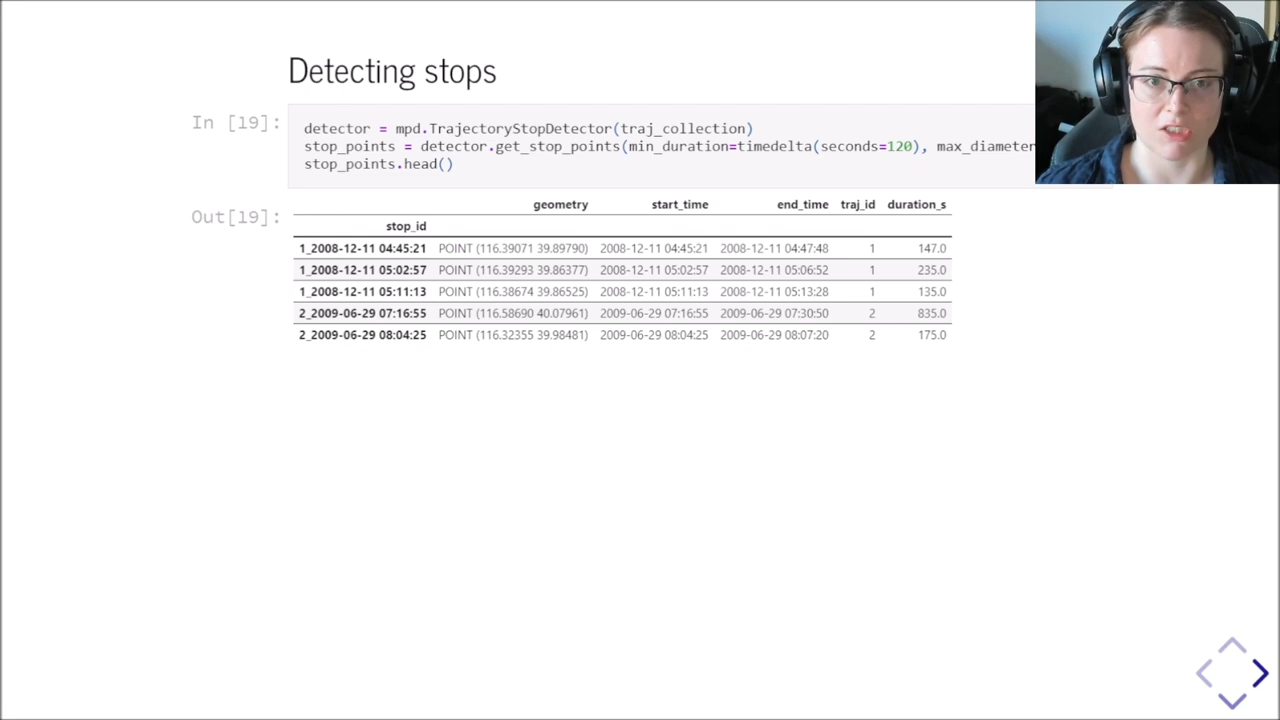 Detecting stops
In [19]:
detector = mpd.TrajectoryStopDetector(traj_collection)
stop_points = detector.get_stop_points(min_duration=timedelta(seconds=120), max_diameter
stop_points.head()
Out[19]:
geometry start_time end_time traj_id duration_s
stop_id
1_2008-12-11 04:45:21 POINT (116.39071 39.89790) 2008-12-11 04:45:21 2008-12-11 04:47:48 1 147.0
1_2008-12-11 05:02:57 POINT (116.39293 39.86377) 2008-12-11 05:02:57 2008-12-11 05:06:52 1 235.0
1_2008-12-11 05:11:13 POINT (116.38674 39.86525) 2008-12-11 05:11:13 2008-12-11 05:13:28 1 135.0
2_2009-06-29 07:16:55 POINT (116.58690 40.07961) 2009-06-29 07:16:55 2009-06-29 07:30:50 2 835.0
2_2009-06-29 08:04:25 POINT (116.32355 39.98481) 2009-06-29 08:04:25 2009-06-29 08:07:20 2 175.0